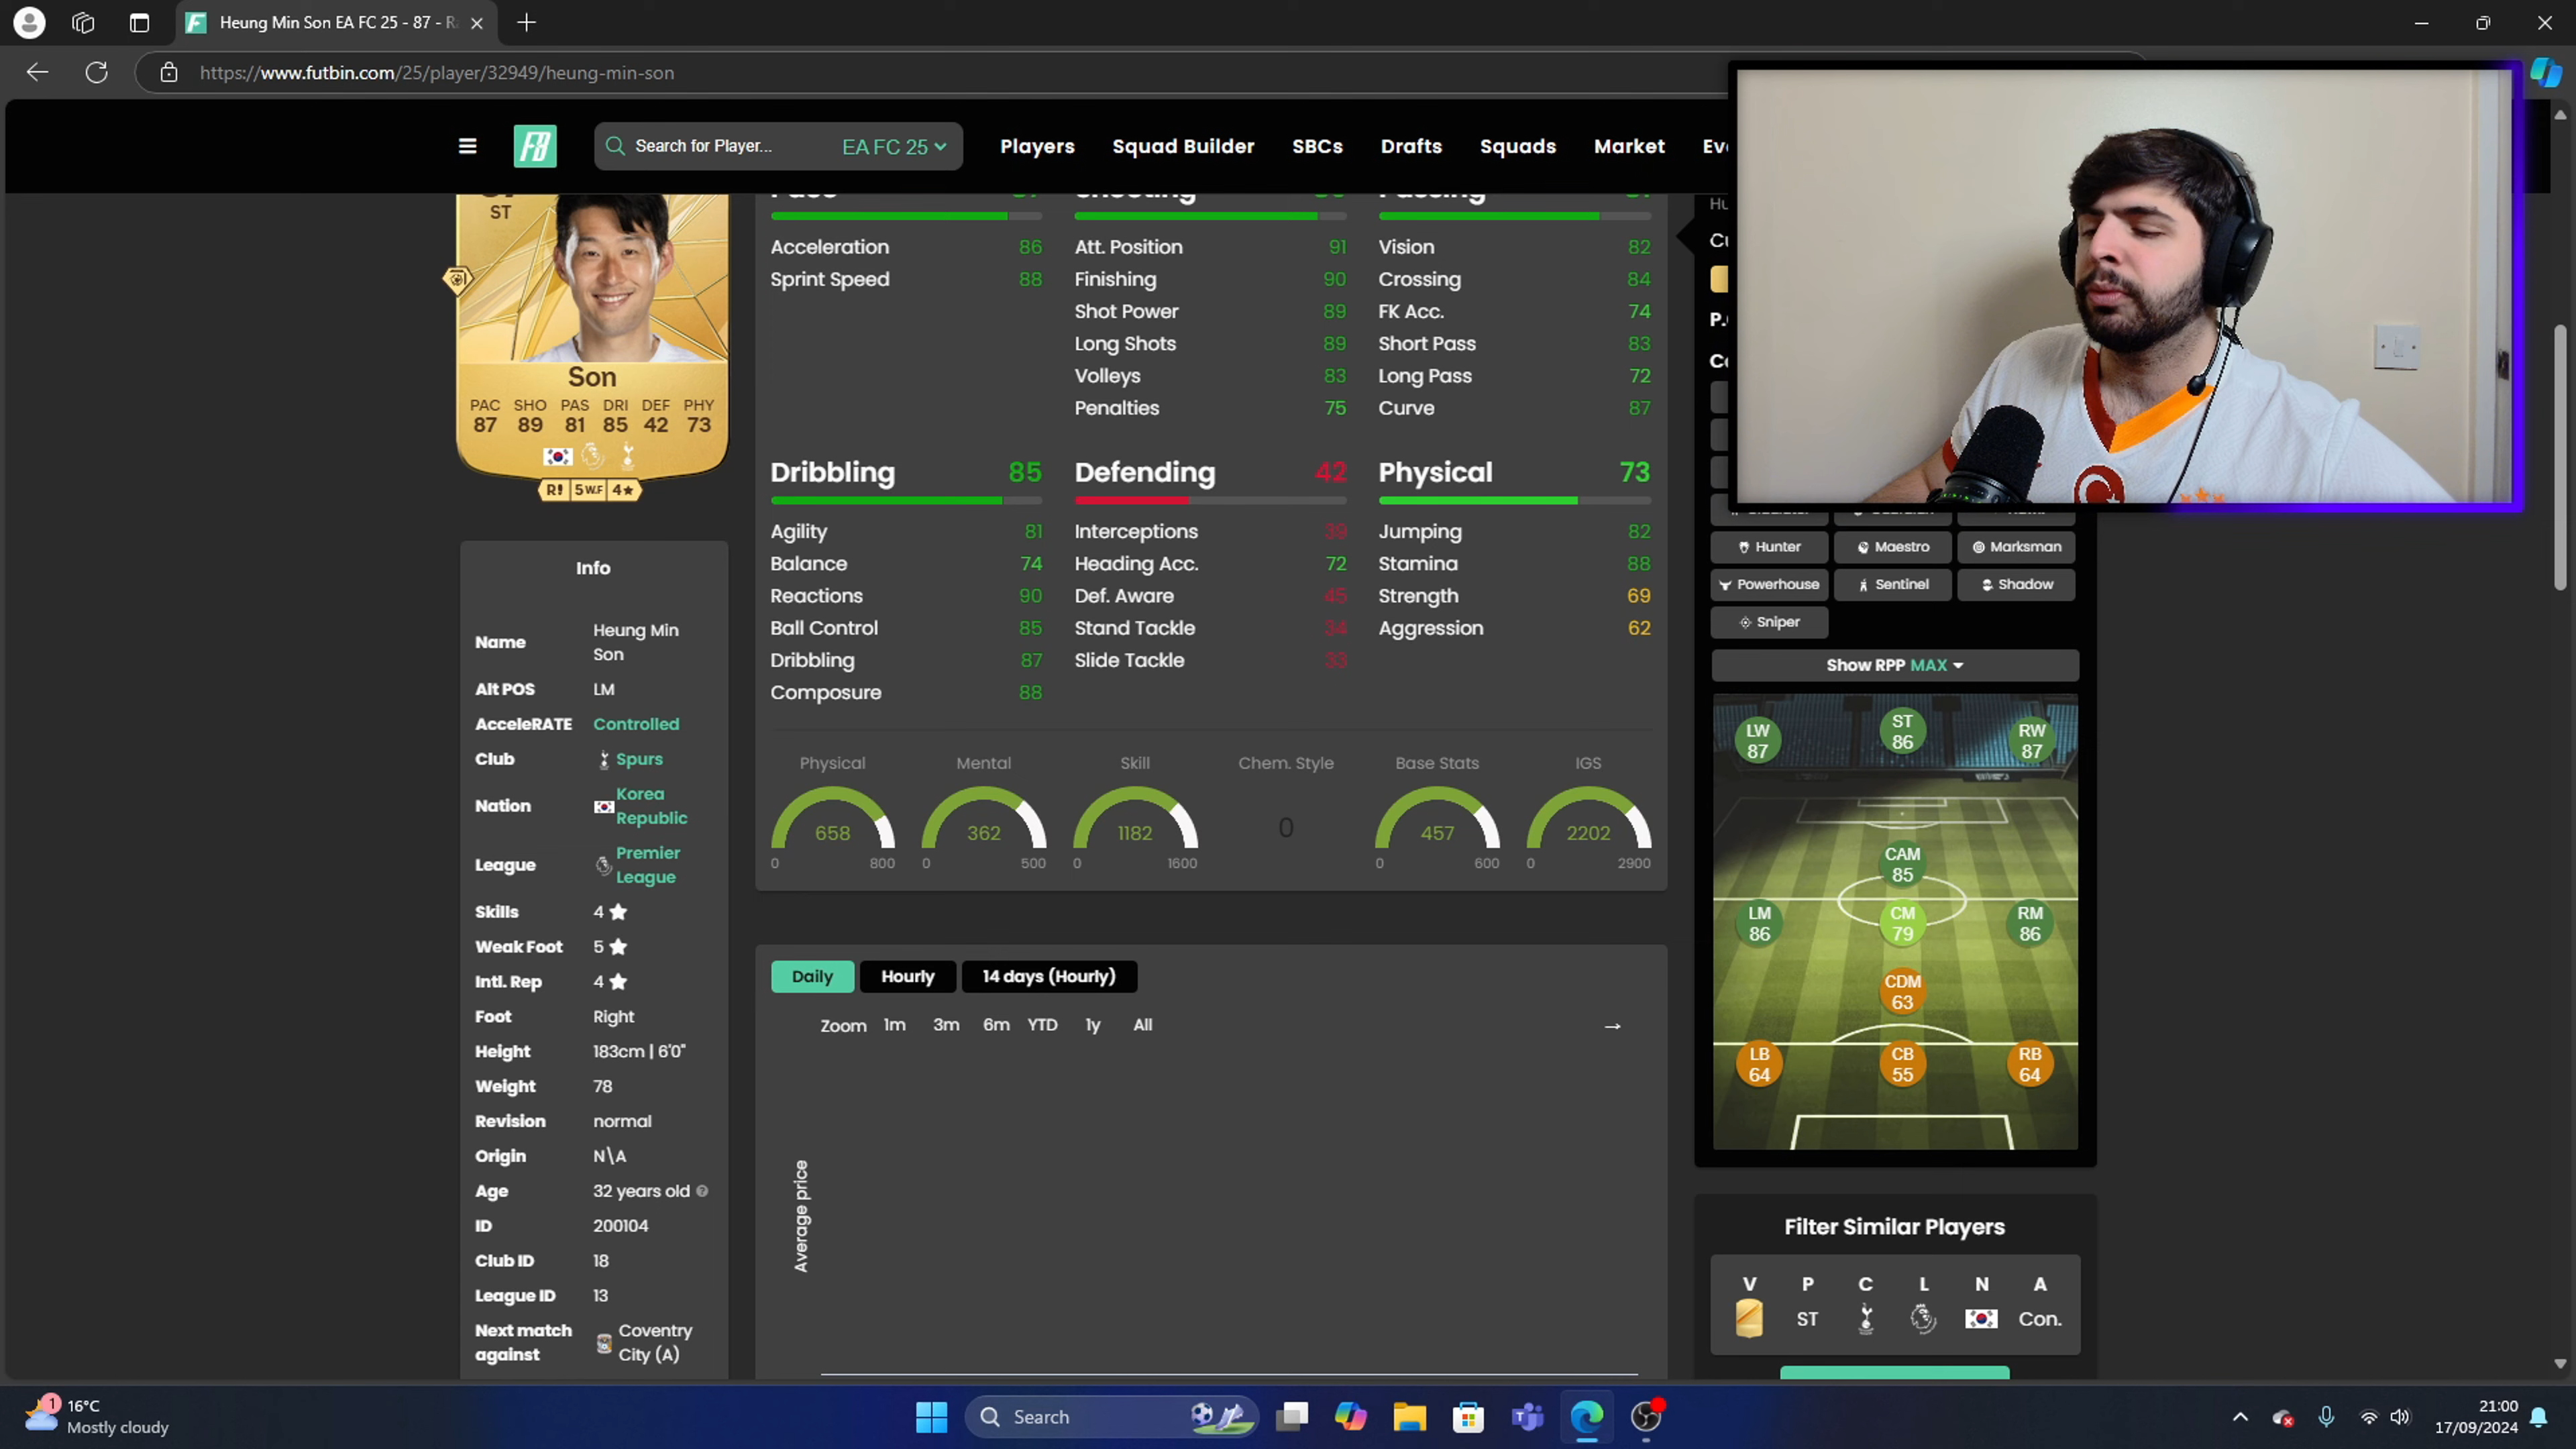 Heung Min Son EA FC 25 - 87 - R
https://www.futbin.com/25/player/32949/heung-min-son
Search for Player...
EA FC 25
Players
Squad Builder
SBCs
Drafts
Squads
Market
ST
Son
PAC SHO PAS DRI DEF PHY
87 89 81 85 42 73
5 W.F 4★
Acceleration 86
Sprint Speed 88
Att. Position 91
Finishing 90
Shot Power 89
Long Shots 89
Volleys 83
Penalties 75
Vision 82
Crossing 84
FK Acc. 74
Short Pass 83
Long Pass 72
Curve 87
Dribbling 85
Agility 81
Balance 74
Reactions 90
Ball Control 85
Dribbling 87
Composure 88
Defending 42
Interceptions 39
Heading Acc. 72
Def. Aware 45
Stand Tackle 34
Slide Tackle 33
Physical 73
Jumping 82
Stamina 88
Strength 69
Aggression 62
Physical
658
0 800
Mental
362
0 500
Skill
1182
0 1600
Chem. Style
0
Base Stats
457
0 600
IGS
2202
0 2900
Info
Name Heung Min Son
Alt POS LM
AcceleRATE Controlled
Club Spurs
Nation Korea Republic
League Premier League
Skills 4
Weak Foot 5
Intl. Rep 4
Foot Right
Height 183cm | 6'0"
Weight 78
Revision normal
Origin N\A
Age 32 years old
ID 200104
Club ID 18
League ID 13
Next match against Coventry City (A)
Daily
Hourly
14 days (Hourly)
Zoom 1m 3m 6m YTD 1y All
→
Average price
Hunter Maestro Marksman
Powerhouse Sentinel Shadow
Sniper
Show RPP MAX
LW 87
ST 86
RW 87
CAM 85
LM 86
CM 79
RM 86
CDM 63
LB 64
CB 55
RB 64
Filter Similar Players
V P C L N A
ST Con.
1
16°C
Mostly cloudy
Search
21:00
17/09/2024